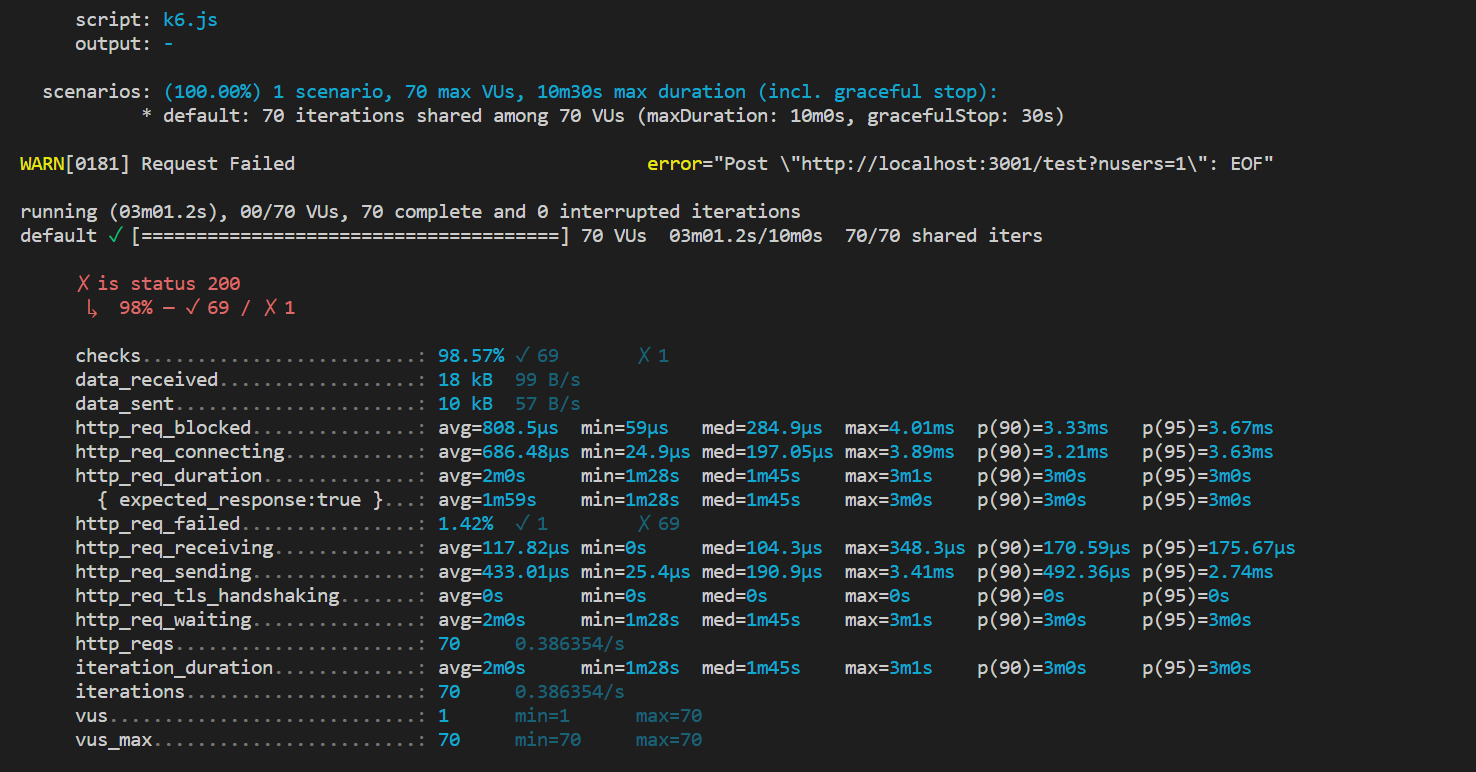 script: k6.js
output: -
scenarios: (100.00%) 1 scenario, 70 max VUs, 10m30s max duration (incl. graceful stop):
* default: 70 iterations shared among 70 VUs (maxDuration: 10m0s, gracefulStop: 30s)
WARN[0181] Request Failed error="Post \"http://localhost:3001/test?nusers=1\": EOF"
running (03m01.2s), 00/70 VUs, 70 complete and 0 interrupted iterations
default ✓ [======================================] 70 VUs 03m01.2s/10m0s 70/70 shared iters
✗ is status 200
↳ 98% — ✓ 69 / ✗ 1
checks.........................: 98.57% ✓ 69 ✗ 1
data_received..................: 18 kB 99 B/s
data_sent......................: 10 kB 57 B/s
http_req_blocked...............: avg=808.5µs min=59µs med=284.9µs max=4.01ms p(90)=3.33ms p(95)=3.67ms
http_req_connecting............: avg=686.48µs min=24.9µs med=197.05µs max=3.89ms p(90)=3.21ms p(95)=3.63ms
http_req_duration..............: avg=2m0s min=1m28s med=1m45s max=3m1s p(90)=3m0s p(95)=3m0s
{ expected_response:true }...: avg=1m59s min=1m28s med=1m45s max=3m0s p(90)=3m0s p(95)=3m0s
http_req_failed................: 1.42% ✓ 1 ✗ 69
http_req_receiving.............: avg=117.82µs min=0s med=104.3µs max=348.3µs p(90)=170.59µs p(95)=175.67µs
http_req_sending...............: avg=433.01µs min=25.4µs med=190.9µs max=3.41ms p(90)=492.36µs p(95)=2.74ms
http_req_tls_handshaking.......: avg=0s min=0s med=0s max=0s p(90)=0s p(95)=0s
http_req_waiting...............: avg=2m0s min=1m28s med=1m45s max=3m1s p(90)=3m0s p(95)=3m0s
http_reqs......................: 70 0.386354/s
iteration_duration.............: avg=2m0s min=1m28s med=1m45s max=3m1s p(90)=3m0s p(95)=3m0s
iterations.....................: 70 0.386354/s
vus............................: 1 min=1 max=70
vus_max........................: 70 min=70 max=70